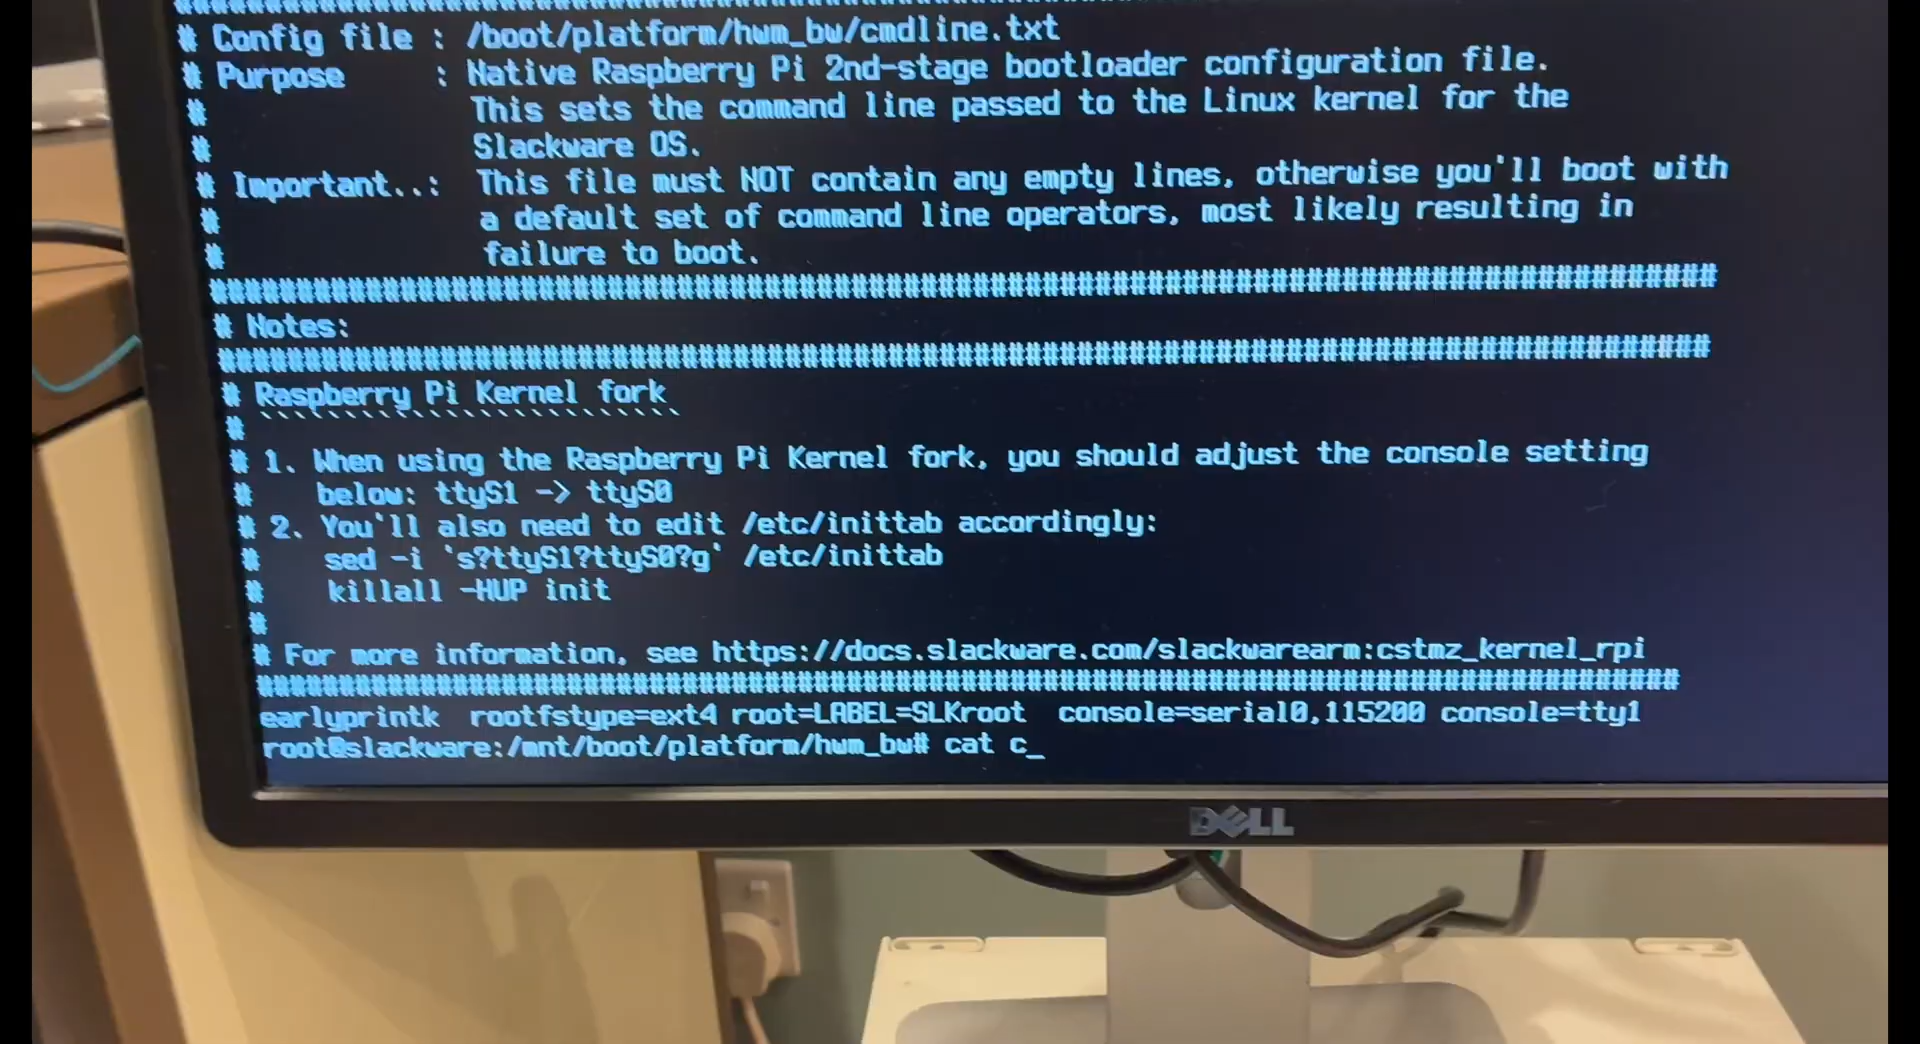 ################################################################################
# Config file : /boot/platform/hwm_bw/cmdline.txt
# Purpose : Native Raspberry Pi 2nd-stage bootloader configuration file.
# This sets the command line passed to the Linux kernel for the
# Slackware OS.
# Important..: This file must NOT contain any empty lines, otherwise you'll boot with
# a default set of command line operators, most likely resulting in
# failure to boot.
################################################################################
# Notes:
################################################################################
# Raspberry Pi Kernel fork
# `````````````````````````
# 1. When using the Raspberry Pi Kernel fork, you should adjust the console setting
# below: ttyS1 -> ttyS0
# 2. You'll also need to edit /etc/inittab accordingly:
# sed -i 's?ttyS1?ttyS0?g' /etc/inittab
# killall -HUP init
#
# For more information, see https://docs.slackware.com/slackwarearm:cstmz_kernel_rpi
################################################################################
earlyprintk rootfstype=ext4 root=LABEL=SLKroot console=serial0,115200 console=tty1
root@slackware:/mnt/boot/platform/hwm_bw# cat c_
DELL